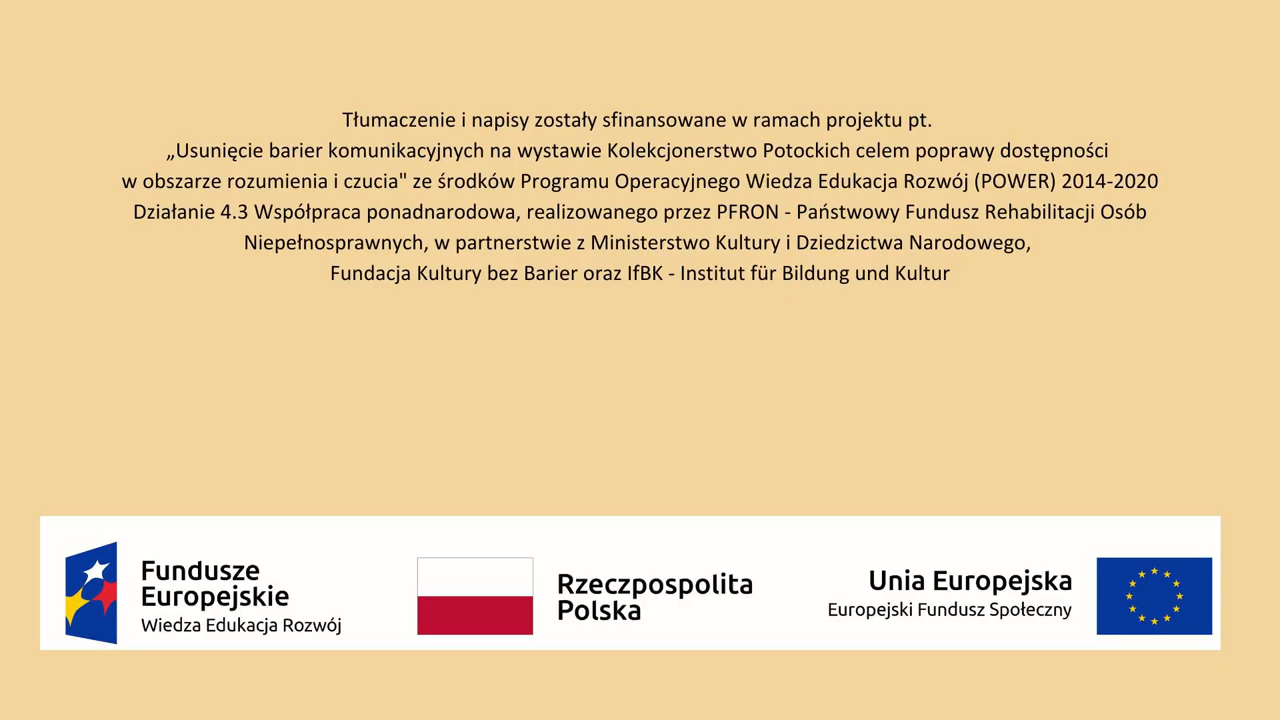 Tłumaczenie i napisy zostały sfinansowane w ramach projektu pt.
„Usunięcie barier komunikacyjnych na wystawie Kolekcjonerstwo Potockich celem poprawy dostępności
w obszarze rozumienia i czucia" ze środków Programu Operacyjnego Wiedza Edukacja Rozwój (POWER) 2014-2020
Działanie 4.3 Współpraca ponadnarodowa, realizowanego przez PFRON - Państwowy Fundusz Rehabilitacji Osób
Niepełnosprawnych, w partnerstwie z Ministerstwo Kultury i Dziedzictwa Narodowego,
Fundacja Kultury bez Barier oraz IfBK - Institut für Bildung und Kultur
Fundusze
Europejskie
Wiedza Edukacja Rozwój
Rzeczpospolita
Polska
Unia Europejska
Europejski Fundusz Społeczny